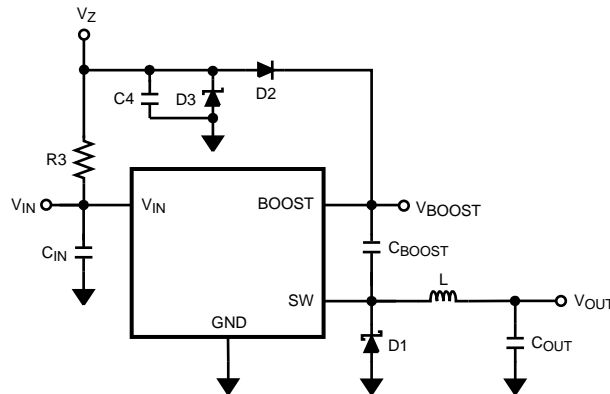 VZ
C4
D3
D2
R3
VIN
VIN
BOOST
VBOOST
CIN
CBOOST
L
SW
VOUT
GND
D1
COUT